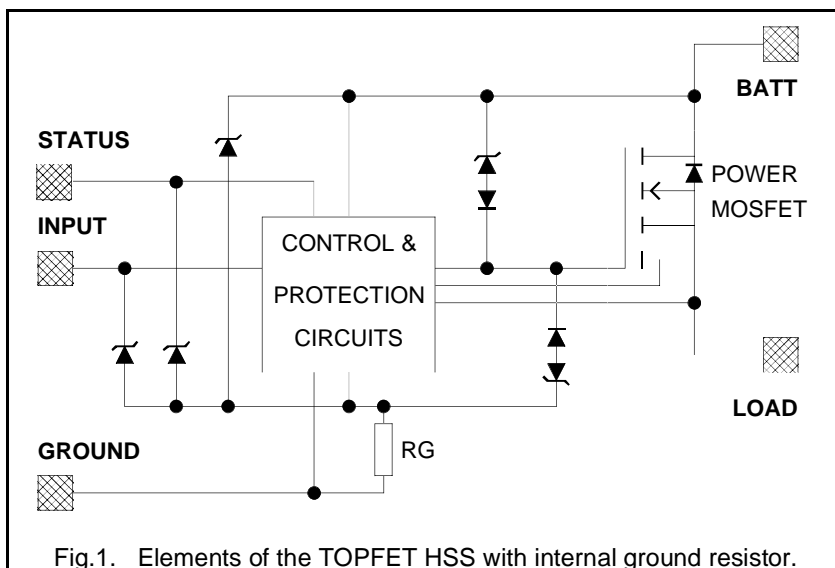 BATT
STATUS
POWER
MOSFET
INPUT
CONTROL &
PROTECTION
CIRCUITS
LOAD
GROUND
RG
Fig.1. Elements of the TOPFET HSS with internal ground resistor.